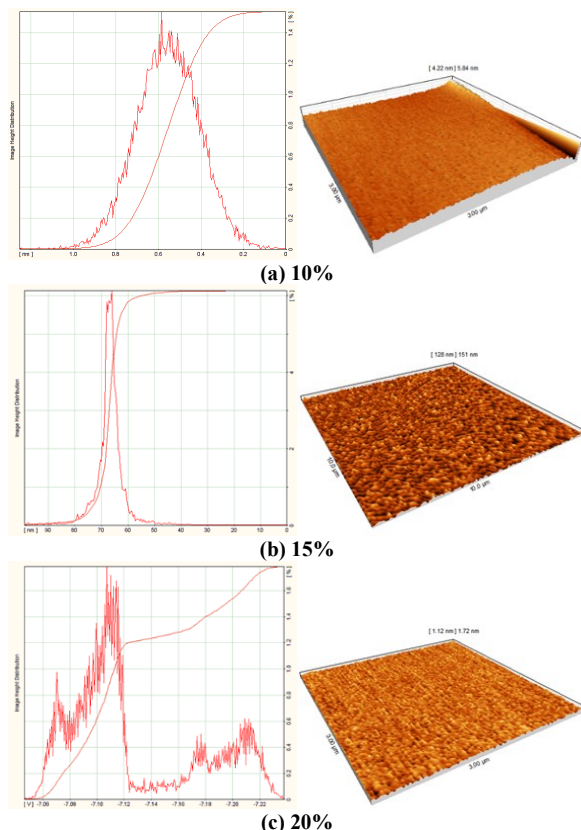 [ % ]
1.4
1.2
1.0
0.8
0.6
0.4
0.2
0
Image Height Distribution
[ nm ] 1.0 0.8 0.6 0.4 0.2 0
[ 4.22 nm ] 5.84 nm
3.00 µm
3.00 µm
(a) 10%
[ % ]
4
2
0
Image Height Distribution
[ nm ] 90 80 70 60 50 40 30 20 10 0
[ 128 nm ] 151 nm
10.0 µm
10.0 µm
(b) 15%
[ % ]
1.6
1.4
1.2
1.0
0.8
0.6
0.4
0.2
0
Image Height Distribution
[ V ] -7.06 -7.08 -7.10 -7.12 -7.14 -7.16 -7.18 -7.20 -7.22
[ 1.12 nm ] 1.72 nm
3.00 µm
3.00 µm
(c) 20%